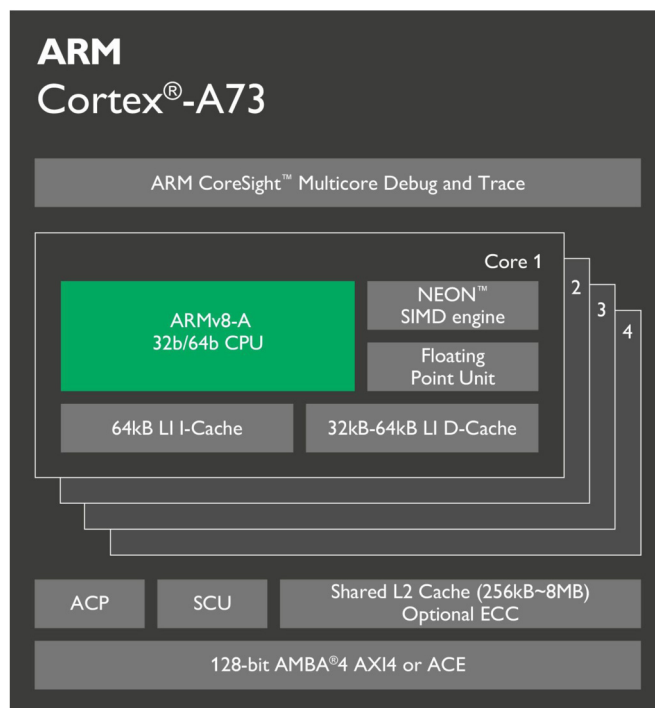 ARM
Cortex®-A73
ARM CoreSight™ Multicore Debug and Trace
Core 1
2
3
4
ARMv8-A
32b/64b CPU
NEON™
SIMD engine
Floating
Point Unit
64kB LI I-Cache
32kB-64kB LI D-Cache
ACP
SCU
Shared L2 Cache (256kB~8MB)
Optional ECC
128-bit AMBA®4 AXI4 or ACE